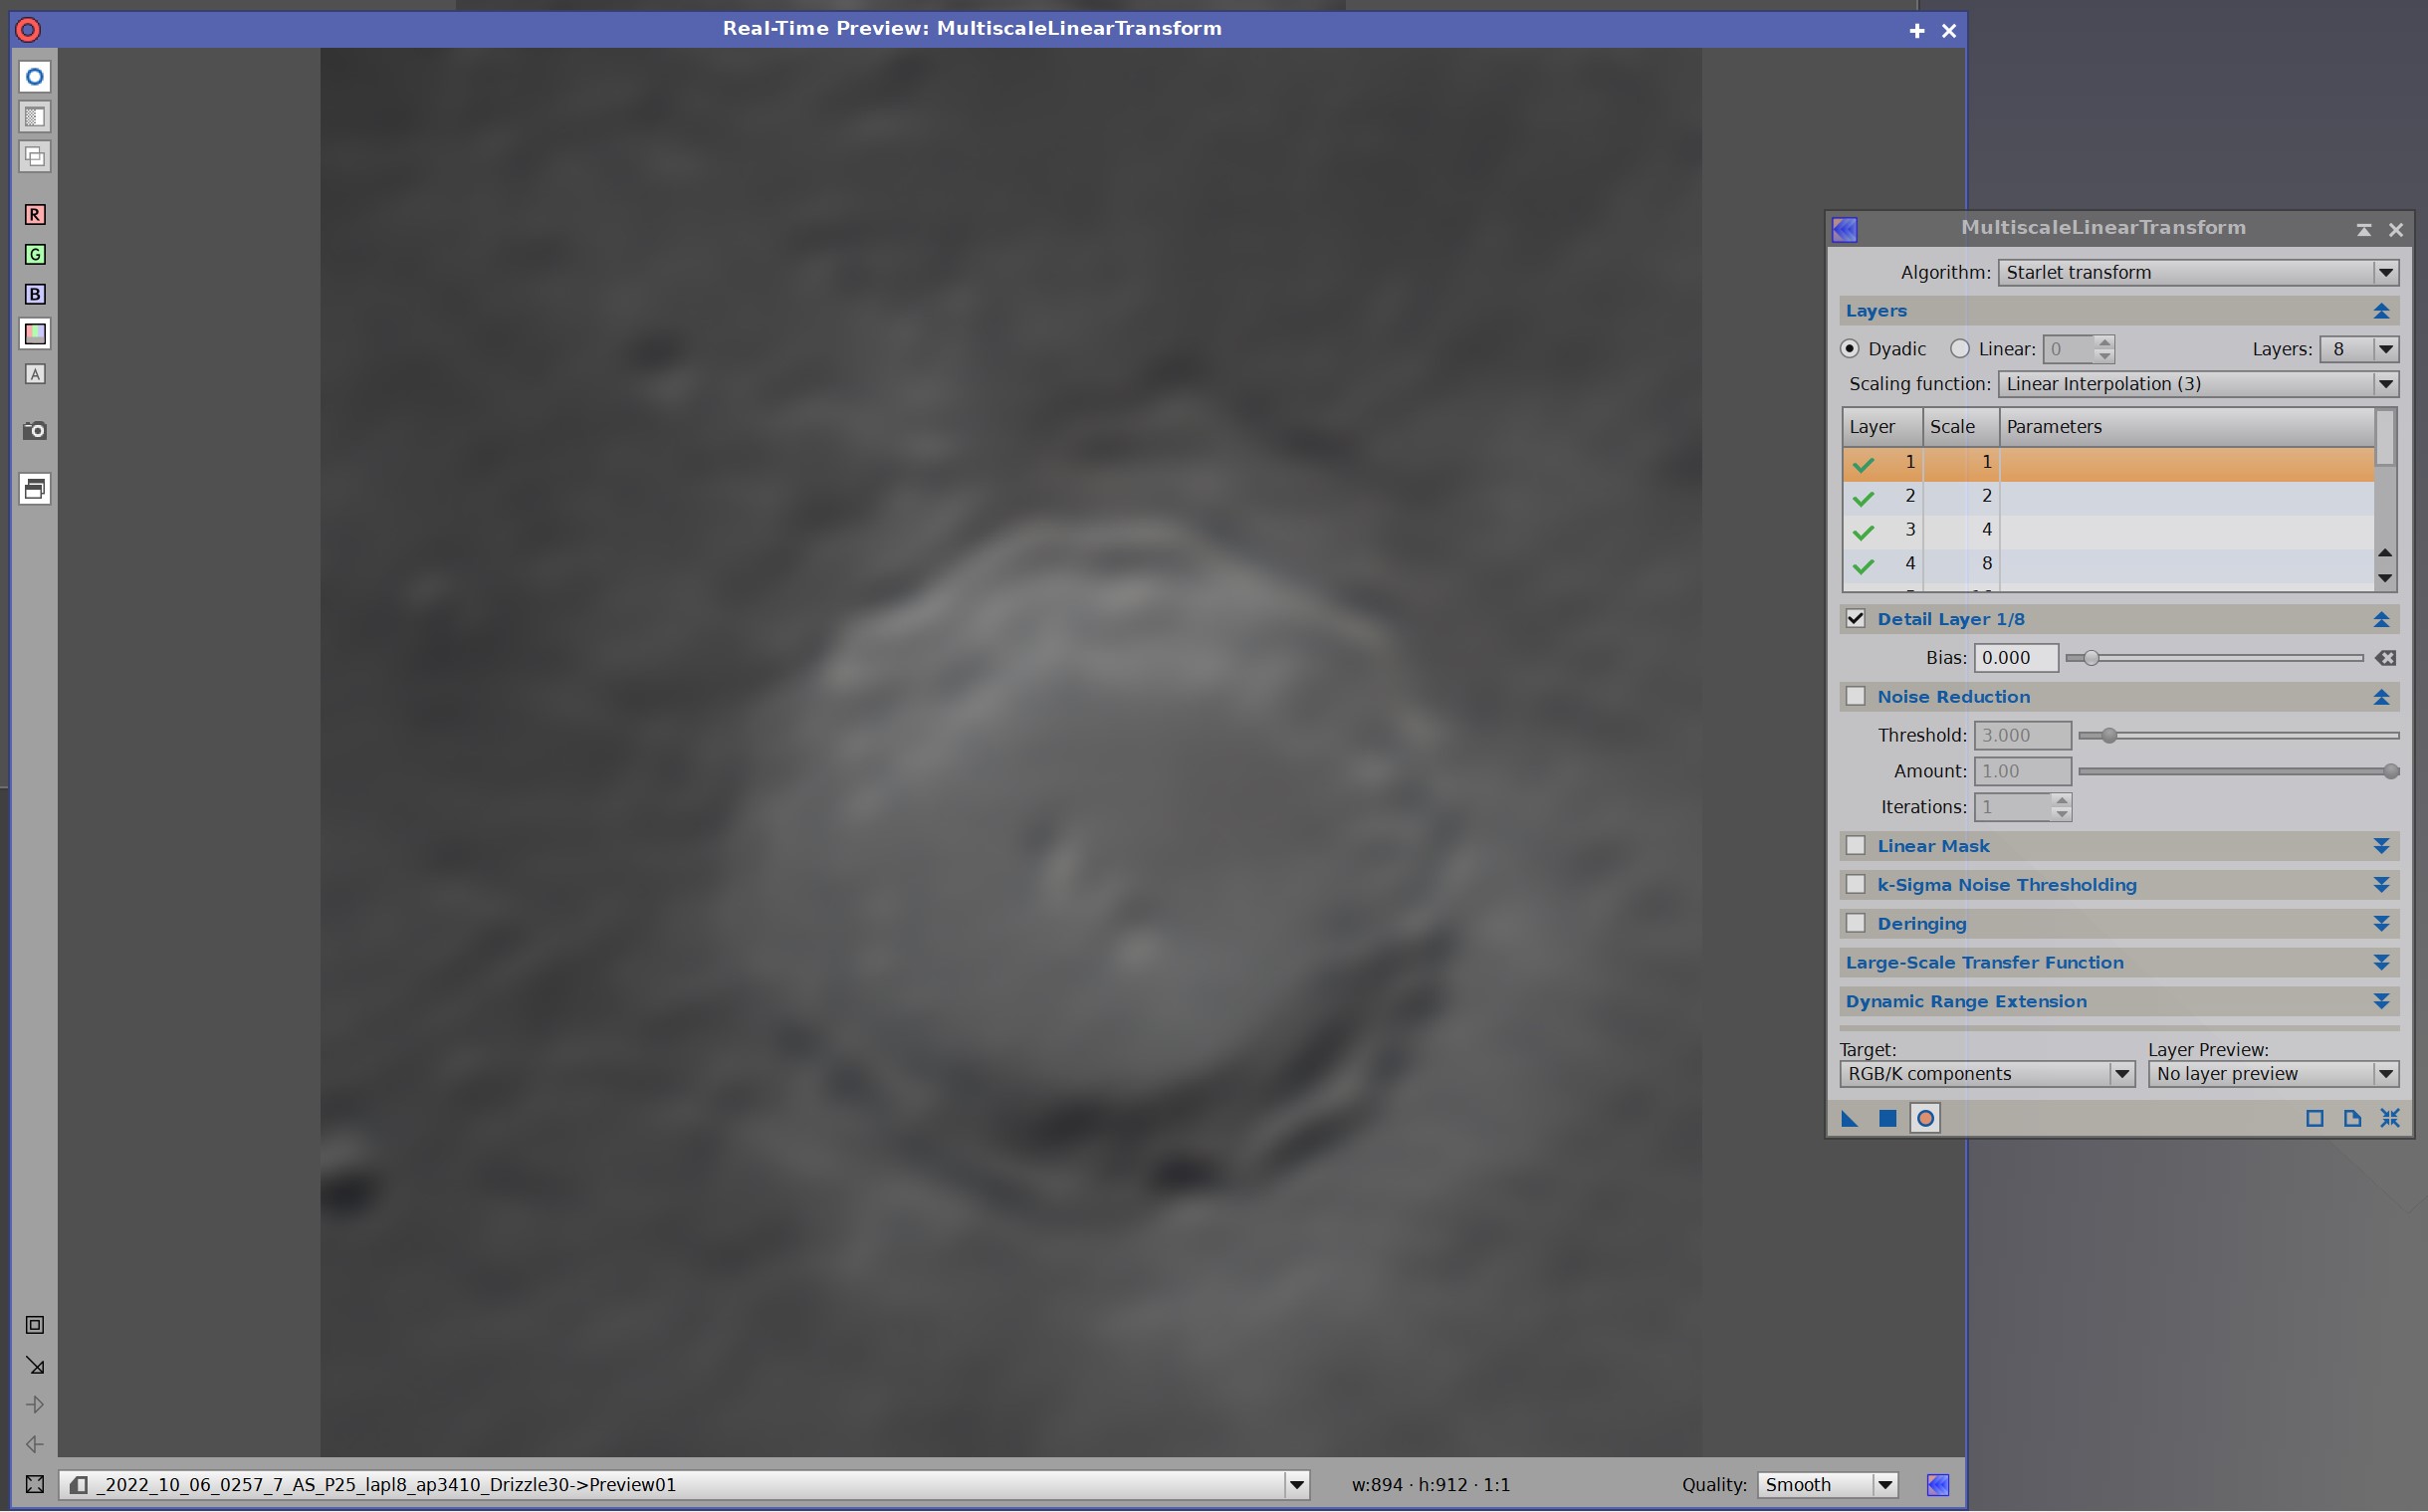 Real-Time Preview: MultiscaleLinearTransform
R
G
B
A
MultiscaleLinearTransform
Algorithm: Starlet transform
Layers
Dyadic Linear: 0 Layers: 8
Scaling function: Linear Interpolation (3)
Layer Scale Parameters
1 1
2 2
3 4
4 8
Detail Layer 1/8
Bias: 0.000
Noise Reduction
Threshold: 3.000
Amount: 1.00
Iterations: 1
Linear Mask
k-Sigma Noise Thresholding
Deringing
Large-Scale Transfer Function
Dynamic Range Extension
Target: Layer Preview:
RGB/K components No layer preview
_2022_10_06_0257_7_AS_P25_lapl8_ap3410_Drizzle30->Preview01 w:894 · h:912 · 1:1 Quality: Smooth